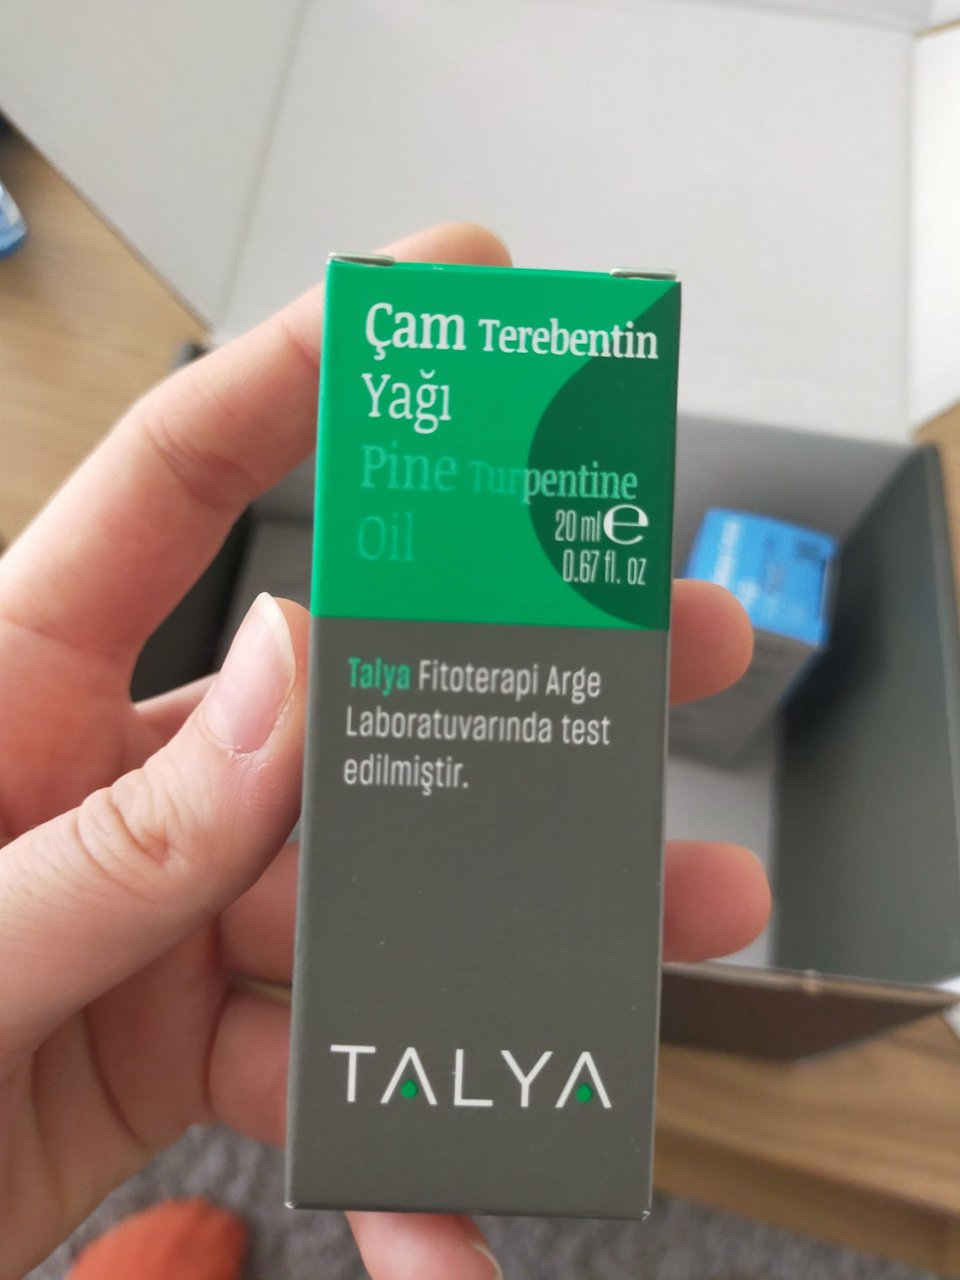 Çam Terebentin
Yağı
Pine Turpentine
Oil
20 ml e
0.67 fl. oz
Talya Fitoterapi Arge
Laboratuvarında test
edilmiştir.
TALYA